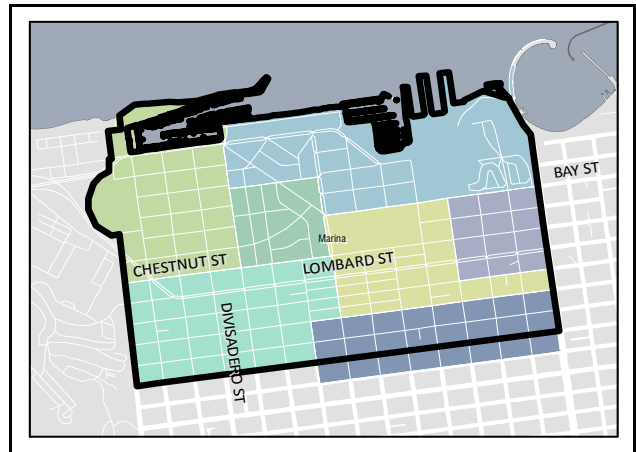 BAY ST
Marina
CHESTNUT ST
LOMBARD ST
DIVISADERO ST